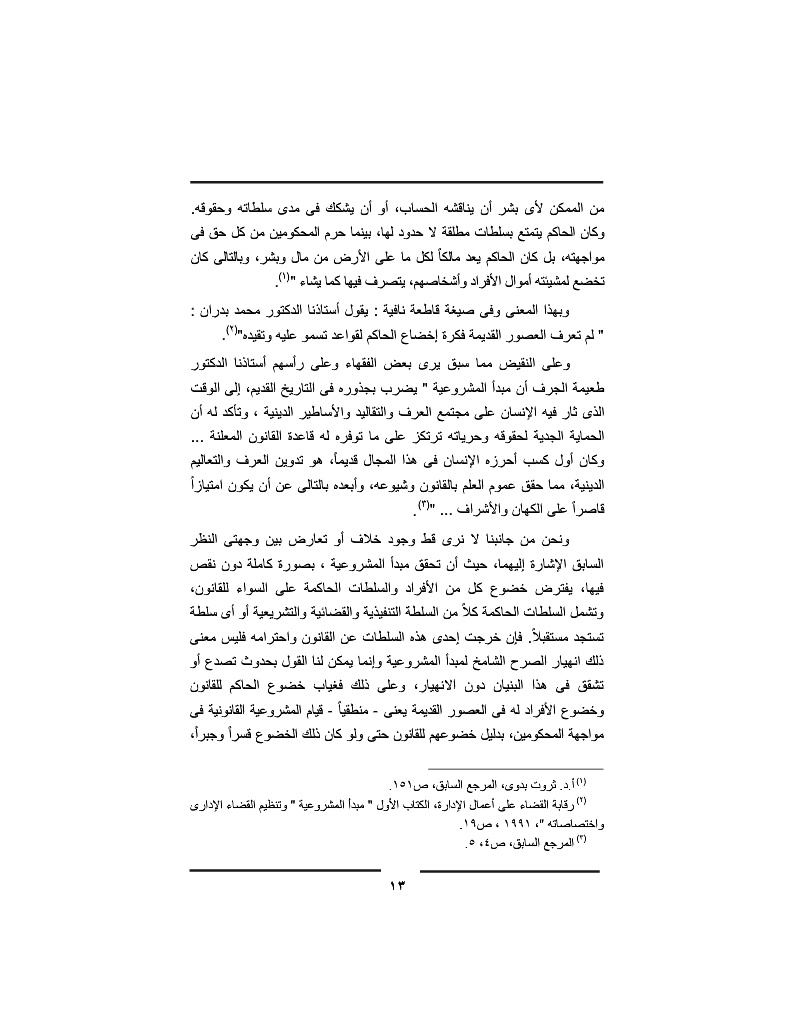 من الممكن لأى بشر أن يناقشه الحساب، أو أن يشكك فى مدى سلطاته وحقوقه.
وكان الحاكم يتمتع بسلطات مطلقة لا حدود لها، بينما حرم المحكومين من كل حق فى
مواجهته، بل كان الحاكم يعد مالكاً لكل ما على الأرض من مال وبشر، وبالتالى كان
تخضع لمشيئته أموال الأفراد وأشخاصهم، يتصرف فيها كما يشاء "(١).
وبهذا المعنى وفى صيغة قاطعة نافية : يقول أستاذنا الدكتور محمد بدران :
" لم تعرف العصور القديمة فكرة إخضاع الحاكم لقواعد تسمو عليه وتقيده"(٢).
وعلى النقيض مما سبق يرى بعض الفقهاء وعلى رأسهم أستاذنا الدكتور
طعيمة الجرف أن مبدأ المشروعية " يضرب بجذوره فى التاريخ القديم، إلى الوقت
الذى ثار فيه الإنسان على مجتمع العرف والتقاليد والأساطير الدينية ، وتأكد له أن
الحماية الجدية لحقوقه وحرياته ترتكز على ما توفره له قاعدة القانون المعلنة ...
وكان أول كسب أحرزه الإنسان فى هذا المجال قديماً، هو تدوين العرف والتعاليم
الدينية، مما حقق عموم العلم بالقانون وشيوعه، وأبعده بالتالى عن أن يكون امتيازاً
قاصراً على الكهان والأشراف ... "(٣).
ونحن من جانبنا لا نرى قط وجود خلاف أو تعارض بين وجهتى النظر
السابق الإشارة إليهما، حيث أن تحقق مبدأ المشروعية ، بصورة كاملة دون نقص
فيها، يفترض خضوع كل من الأفراد والسلطات الحاكمة على السواء للقانون،
وتشمل السلطات الحاكمة كلاً من السلطة التنفيذية والقضائية والتشريعية أو أى سلطة
تستجد مستقبلاً. فإن خرجت إحدى هذه السلطات عن القانون واحترامه فليس معنى
ذلك انهيار الصرح الشامخ لمبدأ المشروعية وإنما يمكن لنا القول بحدوث تصدع أو
تشقق فى هذا البنيان دون الانهيار، وعلى ذلك فغياب خضوع الحاكم للقانون
وخضوع الأفراد له فى العصور القديمة يعنى - منطقياً - قيام المشروعية القانونية فى
مواجهة المحكومين، بدليل خضوعهم للقانون حتى ولو كان ذلك الخضوع قسراً وجبراً،
(١) أ.د. ثروت بدوى، المرجع السابق، ص١٥١.
(٢) رقابة القضاء على أعمال الإدارة، الكتاب الأول " مبدأ المشروعية " وتنظيم القضاء الإدارى
واختصاصاته "، ١٩٩١ ، ص١٩.
(٣) المرجع السابق، ص٤، ٥.
١٣